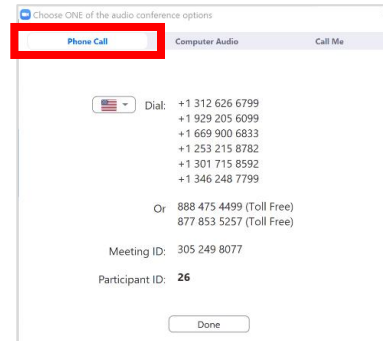 Choose ONE of the audio conference options
Phone Call Computer Audio Call Me
Dial: +1 312 626 6799
+1 929 205 6099
+1 669 900 6833
+1 253 215 8782
+1 301 715 8592
+1 346 248 7799
Or 888 475 4499 (Toll Free)
877 853 5257 (Toll Free)
Meeting ID: 305 249 8077
Participant ID: 26
Done